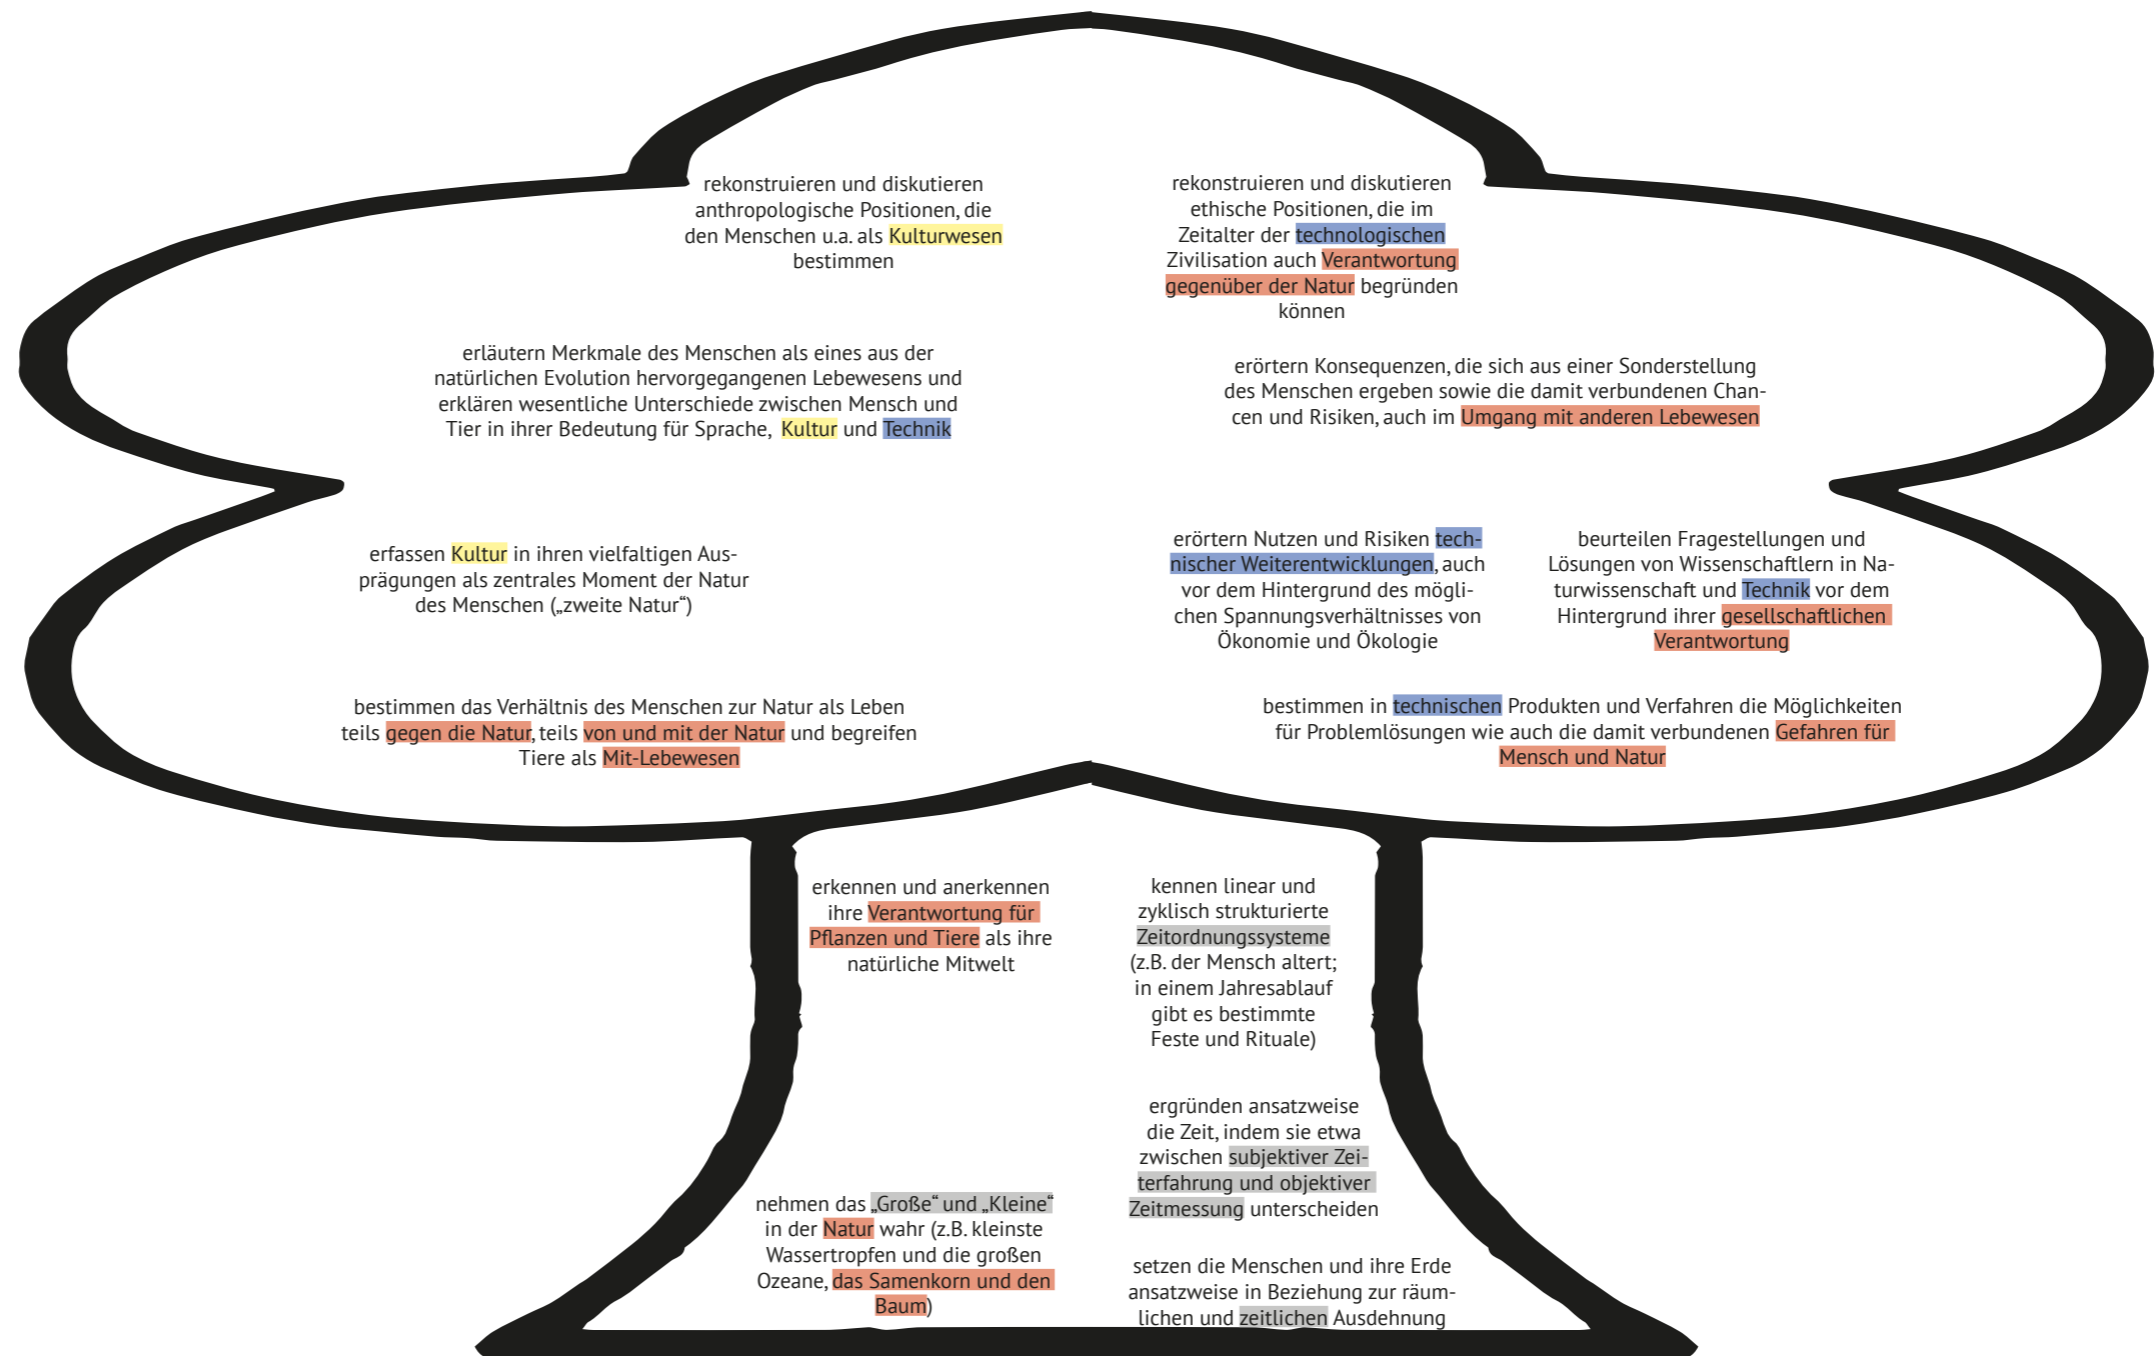 rekonstruieren und diskutieren
anthropologische Positionen, die
den Menschen u.a. als Kulturwesen
bestimmen
rekonstruieren und diskutieren
ethische Positionen, die im
Zeitalter der technologischen
Zivilisation auch Verantwortung
gegenüber der Natur begründen
können
erläutern Merkmale des Menschen als eines aus der
natürlichen Evolution hervorgegangenen Lebewesens und
erklären wesentliche Unterschiede zwischen Mensch und
Tier in ihrer Bedeutung für Sprache, Kultur und Technik
erörtern Konsequenzen, die sich aus einer Sonderstellung
des Menschen ergeben sowie die damit verbundenen Chan-
cen und Risiken, auch im Umgang mit anderen Lebewesen
erfassen Kultur in ihren vielfaltigen Aus-
prägungen als zentrales Moment der Natur
des Menschen („zweite Natur“)
erörtern Nutzen und Risiken tech-
nischer Weiterentwicklungen, auch
vor dem Hintergrund des mögli-
chen Spannungsverhältnisses von
Ökonomie und Ökologie
beurteilen Fragestellungen und
Lösungen von Wissenschaftlern in Na-
turwissenschaft und Technik vor dem
Hintergrund ihrer gesellschaftlichen
Verantwortung
bestimmen das Verhältnis des Menschen zur Natur als Leben
teils gegen die Natur, teils von und mit der Natur und begreifen
Tiere als Mit-Lebewesen
bestimmen in technischen Produkten und Verfahren die Möglichkeiten
für Problemlösungen wie auch die damit verbundenen Gefahren für
Mensch und Natur
erkennen und anerkennen
ihre Verantwortung für
Pflanzen und Tiere als ihre
natürliche Mitwelt
kennen linear und
zyklisch strukturierte
Zeitordnungssysteme
(z.B. der Mensch altert;
in einem Jahresablauf
gibt es bestimmte
Feste und Rituale)
ergründen ansatzweise
die Zeit, indem sie etwa
zwischen subjektiver Zei-
terfahrung und objektiver
Zeitmessung unterscheiden
nehmen das „Große“ und „Kleine“
in der Natur wahr (z.B. kleinste
Wassertropfen und die großen
Ozeane, das Samenkorn und den
Baum)
setzen die Menschen und ihre Erde
ansatzweise in Beziehung zur räum-
lichen und zeitlichen Ausdehnung